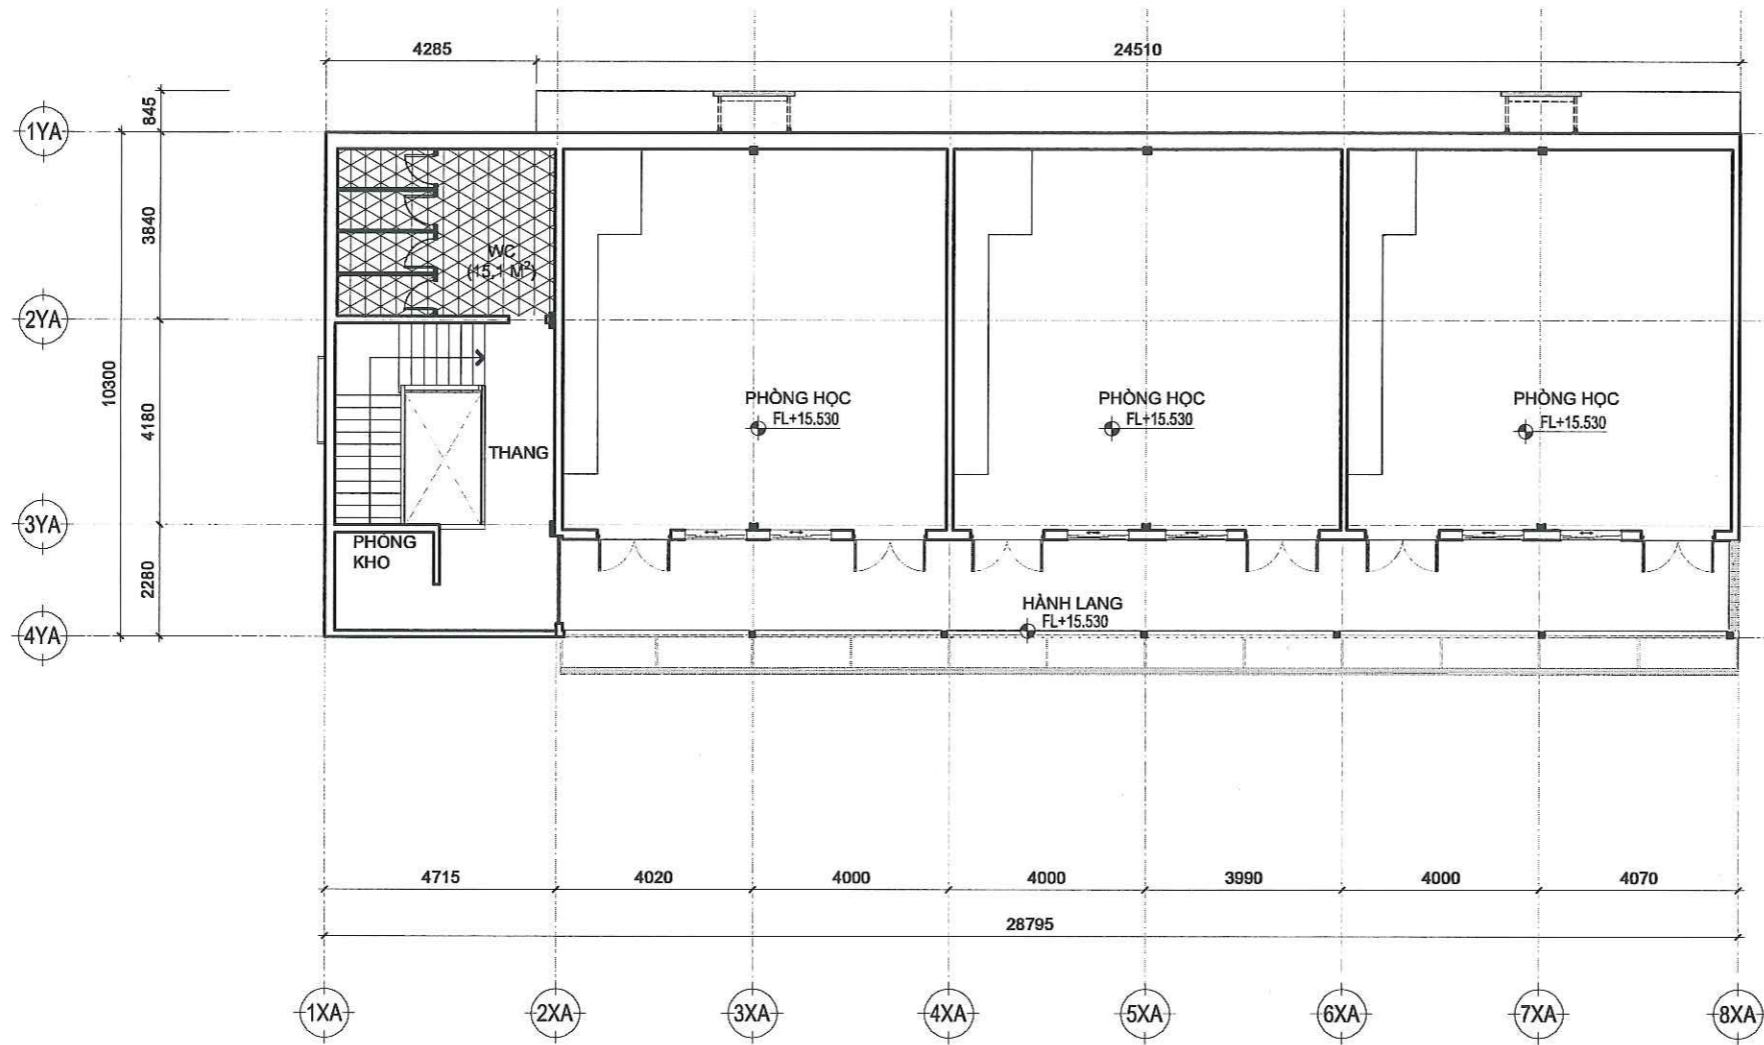 4285
24510
845
1YA
3840
WC
(15,1 M²)
2YA
10300
4180
PHÒNG HỌC
FL+15.530
PHÒNG HỌC
FL+15.530
PHÒNG HỌC
FL+15.530
THANG
3YA
PHÒNG
KHO
2280
HÀNH LANG
FL+15.530
4YA
4715
4020
4000
4000
3990
4000
4070
28795
1XA
2XA
3XA
4XA
5XA
6XA
7XA
8XA